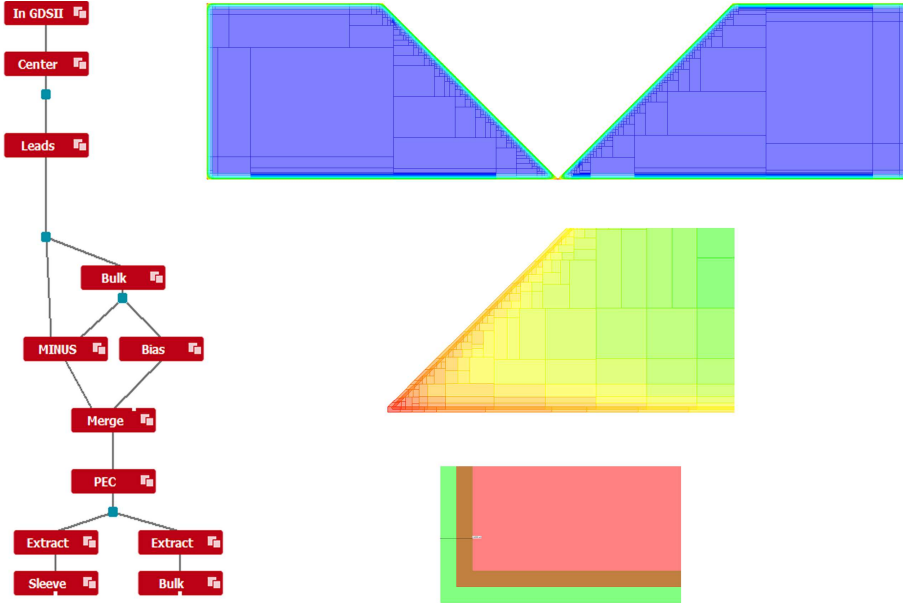 In GDSII
Center
Leads
Bulk
MINUS
Bias
Merge
PEC
Extract
Extract
Sleeve
Bulk